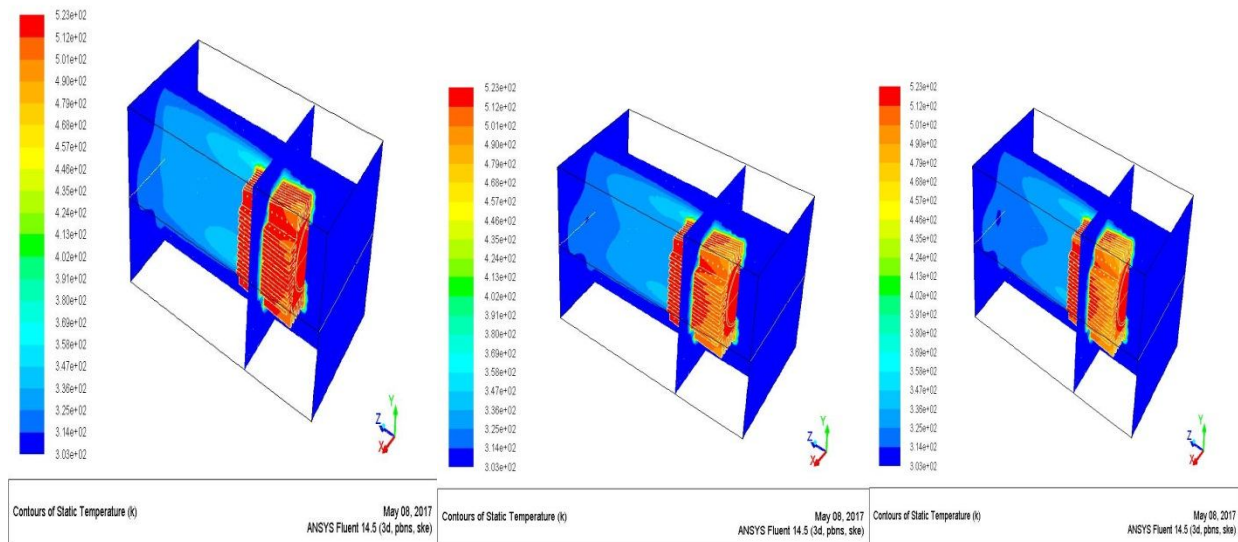 5.23e+02
5.12e+02
5.01e+02
4.90e+02
4.79e+02
4.68e+02
4.57e+02
4.46e+02
4.35e+02
4.24e+02
4.13e+02
4.02e+02
3.91e+02
3.80e+02
3.69e+02
3.58e+02
3.47e+02
3.36e+02
3.25e+02
3.14e+02
3.03e+02
Y
Z
X
Contours of Static Temperature (k)
May 08, 2017
ANSYS Fluent 14.5 (3d, pbns, ske)
5.23e+02
5.12e+02
5.01e+02
4.90e+02
4.79e+02
4.68e+02
4.57e+02
4.46e+02
4.35e+02
4.24e+02
4.13e+02
4.02e+02
3.91e+02
3.80e+02
3.69e+02
3.58e+02
3.47e+02
3.36e+02
3.25e+02
3.14e+02
3.03e+02
Y
Z
X
Contours of Static Temperature (k)
May 08, 2017
ANSYS Fluent 14.5 (3d, pbns, ske)
5.23e+02
5.12e+02
5.01e+02
4.90e+02
4.79e+02
4.68e+02
4.57e+02
4.46e+02
4.35e+02
4.24e+02
4.13e+02
4.02e+02
3.91e+02
3.80e+02
3.69e+02
3.58e+02
3.47e+02
3.36e+02
3.25e+02
3.14e+02
3.03e+02
Y
Z
X
Contours of Static Temperature (k)
May 08, 2017
ANSYS Fluent 14.5 (3d, pbns, ske)